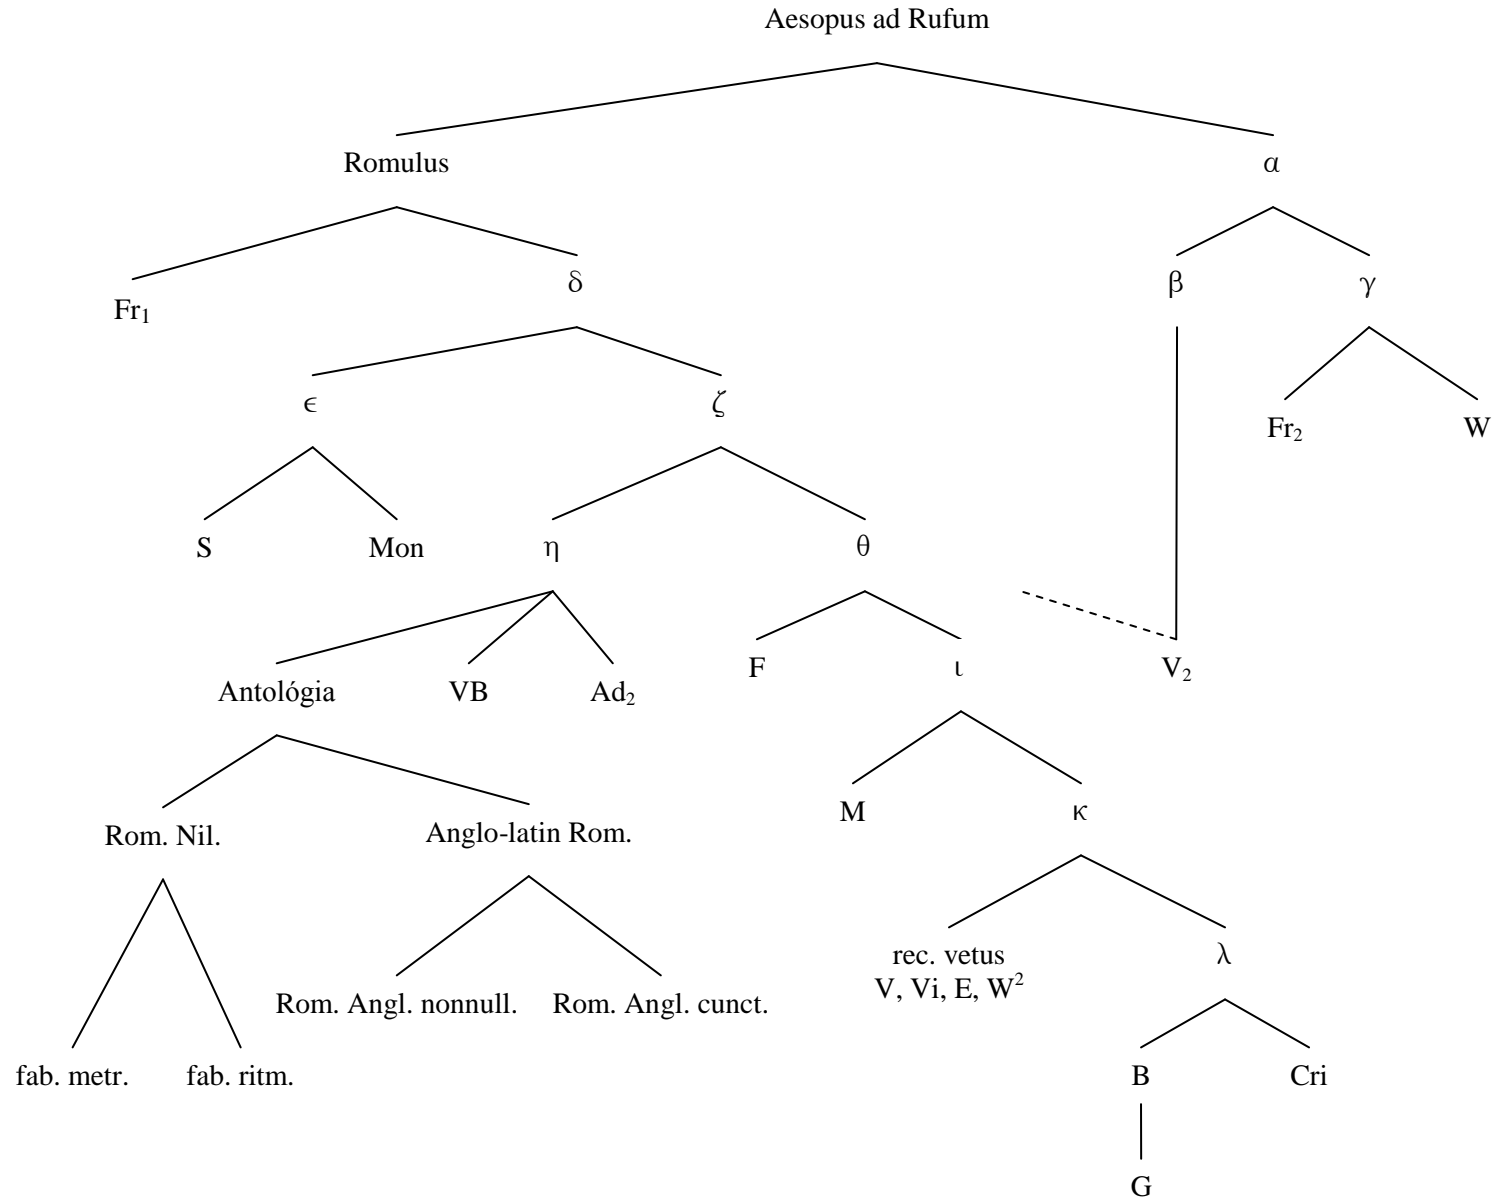 Aesopus ad Rufum
Romulus
α
Fr₁
δ
β
γ
ϵ
ζ
Fr₂
W
S
Mon
η
θ
Antológia
VB
Ad₂
F
ι
V₂
Rom. Nil.
Anglo-latin Rom.
M
κ
rec. vetus
V, Vi, E, W²
λ
Rom. Angl. nonnull.
Rom. Angl. cunct.
fab. metr.
fab. ritm.
B
Cri
G